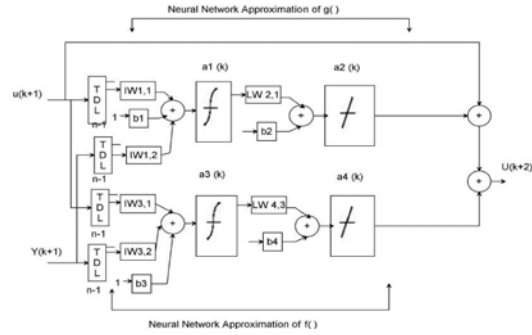 Neural Network Approximation of g( )
a1 (k)
a2 (k)
u(k+1)
T
D
L
n-1
IW1,1
1
b1
+
LW 2,1
b2
+
+
T
D
L
n-1
IW1,2
a3 (k)
a4 (k)
U(k+2)
+
T
D
L
n-1
IW3,1
+
LW 4,3
b4
+
Y(k+1)
T
D
L
n-1
IW3,2
1
b3
Neural Network Approximation of f( )